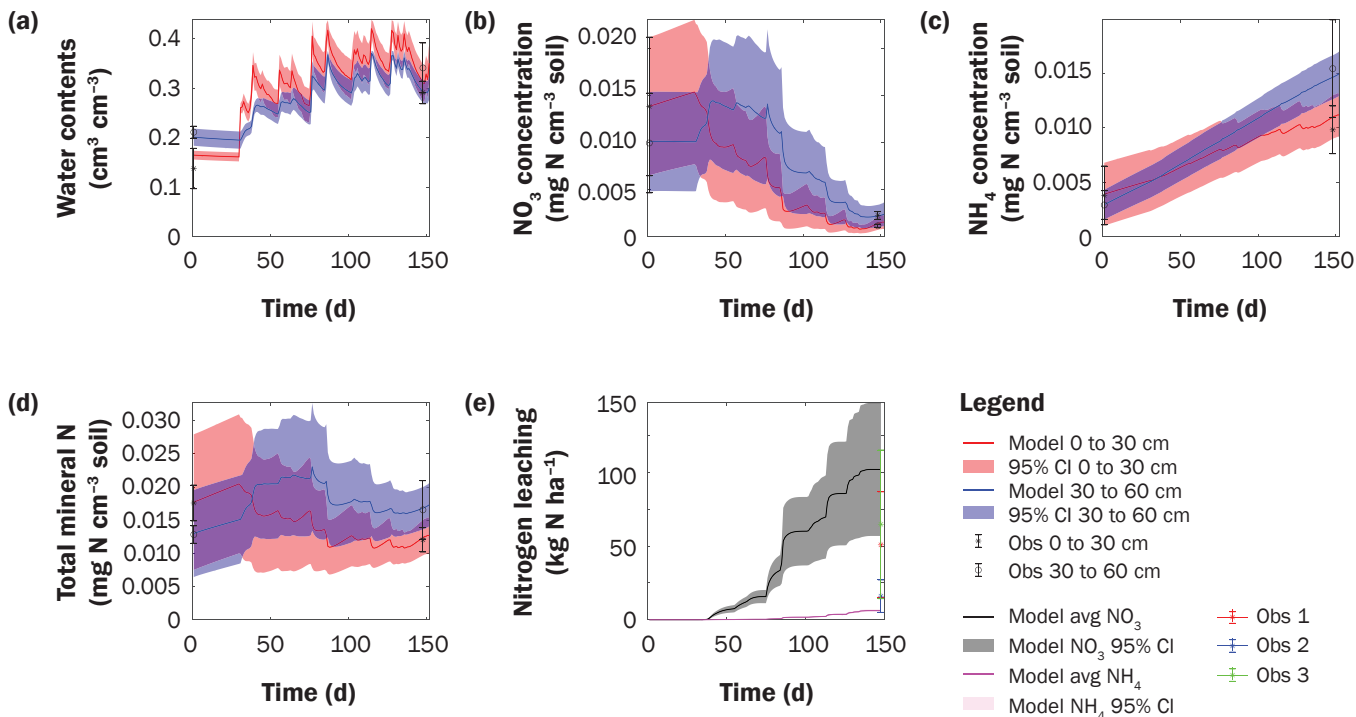 (a)
Water contents
(cm³ cm⁻³)
0.4
0.3
0.2
0.1
0
0
50
100
150
Time (d)
(b)
NO₃ concentration
(mg N cm⁻³ soil)
0.020
0.015
0.010
0.005
0
0
50
100
150
Time (d)
(c)
NH₄ concentration
(mg N cm⁻³ soil)
0.015
0.010
0.005
0
0
50
100
150
Time (d)
(d)
Total mineral N
(mg N cm⁻³ soil)
0.030
0.025
0.020
0.015
0.010
0.005
0
0
50
100
150
Time (d)
(e)
Nitrogen leaching
(kg N ha⁻¹)
150
100
50
0
0
50
100
150
Time (d)
Legend
Model 0 to 30 cm
95% CI 0 to 30 cm
Model 30 to 60 cm
95% CI 30 to 60 cm
Obs 0 to 30 cm
Obs 30 to 60 cm
Model avg NO₃
Model NO₃ 95% CI
Model avg NH₄
Model NH₄ 95% CI
Obs 1
Obs 2
Obs 3